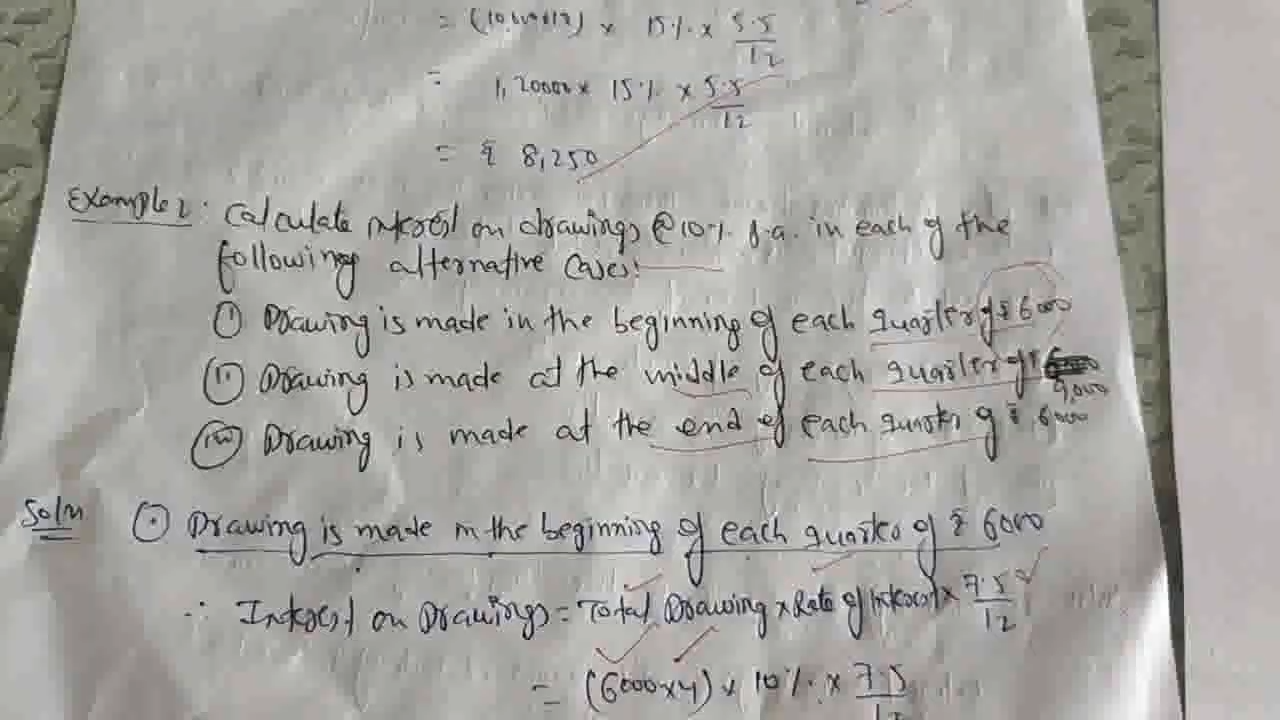 = (10,000×12) × 15% × 5.5/12
= 1,20000 × 15% × 5.5/12
= ₹ 8,250
Example 2: Calculate interest on drawings @ 10% p.a. in each of the
following alternative cases:
(i) Drawing is made in the beginning of each quarter of ₹ 6000
(ii) Drawing is made at the middle of each quarter of ₹ 9,000
(iii) Drawing is made at the end of each quarter of ₹ 6000
Soln (i) Drawing is made in the beginning of each quarter of ₹ 6000
∴ Interest on Drawings = Total Drawing × Rate of Interest × 7.5/12
= (6000×4) × 10% × 7.5/12